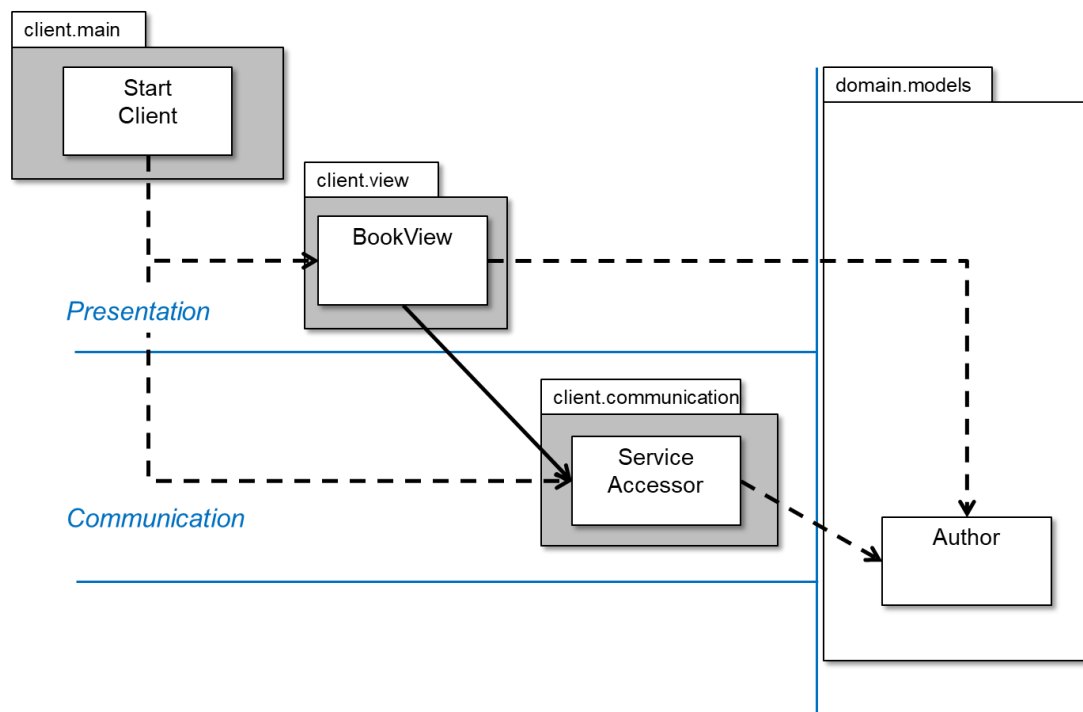 client.main
Start
Client
domain.models
client.view
BookView
Presentation
client.communication
Service
Accessor
Communication
Author